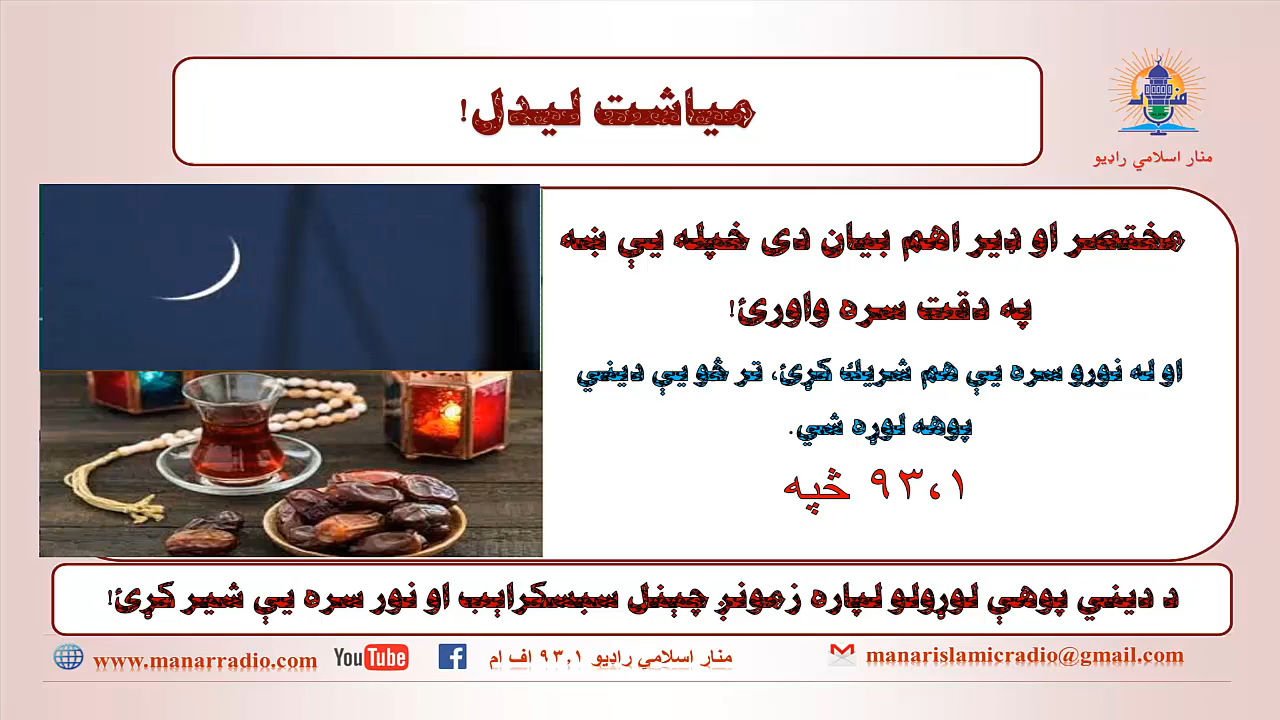 میاشت لیدل!
منار اسلامي راډیو
مختصر او ډیر اهم بیان دی خپله یې ښه
په دقت سره واورئ!
او له نورو سره یې هم شریك کړئ، تر څو یې دیني
پوهه لوړه شي.
۹۳،۱ څپه
د دیني پوهې لوړولو لپاره زمونږ چېنل سبسکرایب او نور سره یې شیر کړئ!
www.manarradio.com YouTube منار اسلامي راډیو ۹۳,۱ اف ام manarislamicradio@gmail.com